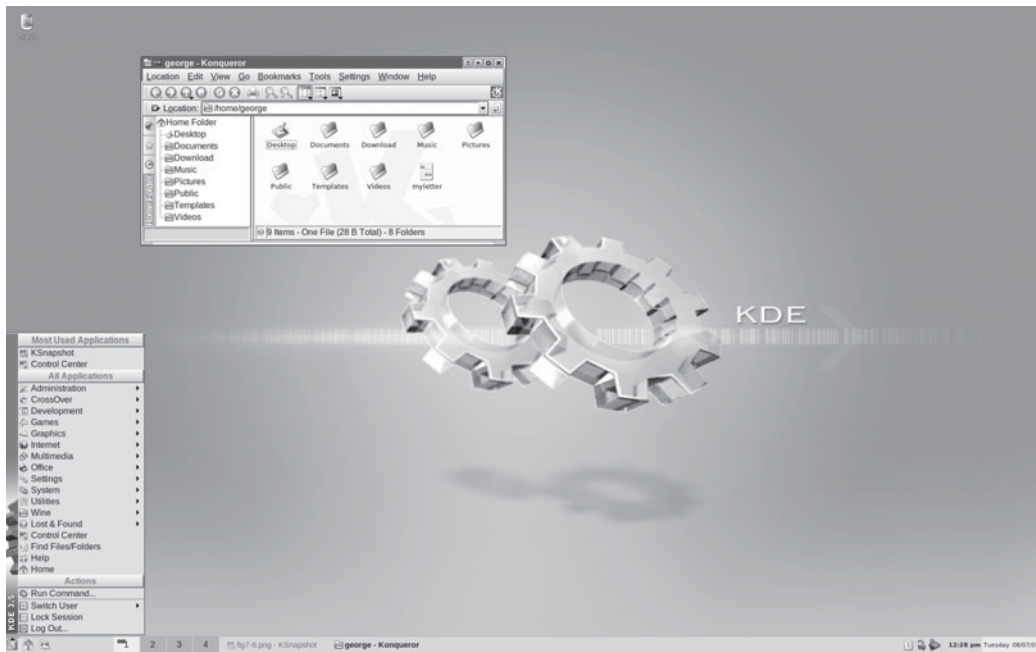 Trash
george - Konqueror
Location Edit View Go Bookmarks Tools Settings Window Help
Location: /home/george
Home Folder
Desktop
Documents
Download
Music
Pictures
Public
Templates
Videos
Home Folder
Desktop Documents Download Music Pictures
Public Templates Videos myletter
9 Items - One File (28 B Total) - 8 Folders
KDE
Most Used Applications
KSnapshot
Control Center
All Applications
Administration
CrossOver
Development
Games
Graphics
Internet
Multimedia
Office
Settings
System
Utilities
Wine
Lost & Found
Control Center
Find Files/Folders
Help
Home
Actions
Run Command...
Switch User
Lock Session
Log Out...
KDE 3.5
1 2 3 4 fig7-8.png - KSnapshot george - Konqueror 12:28 pm Tuesday